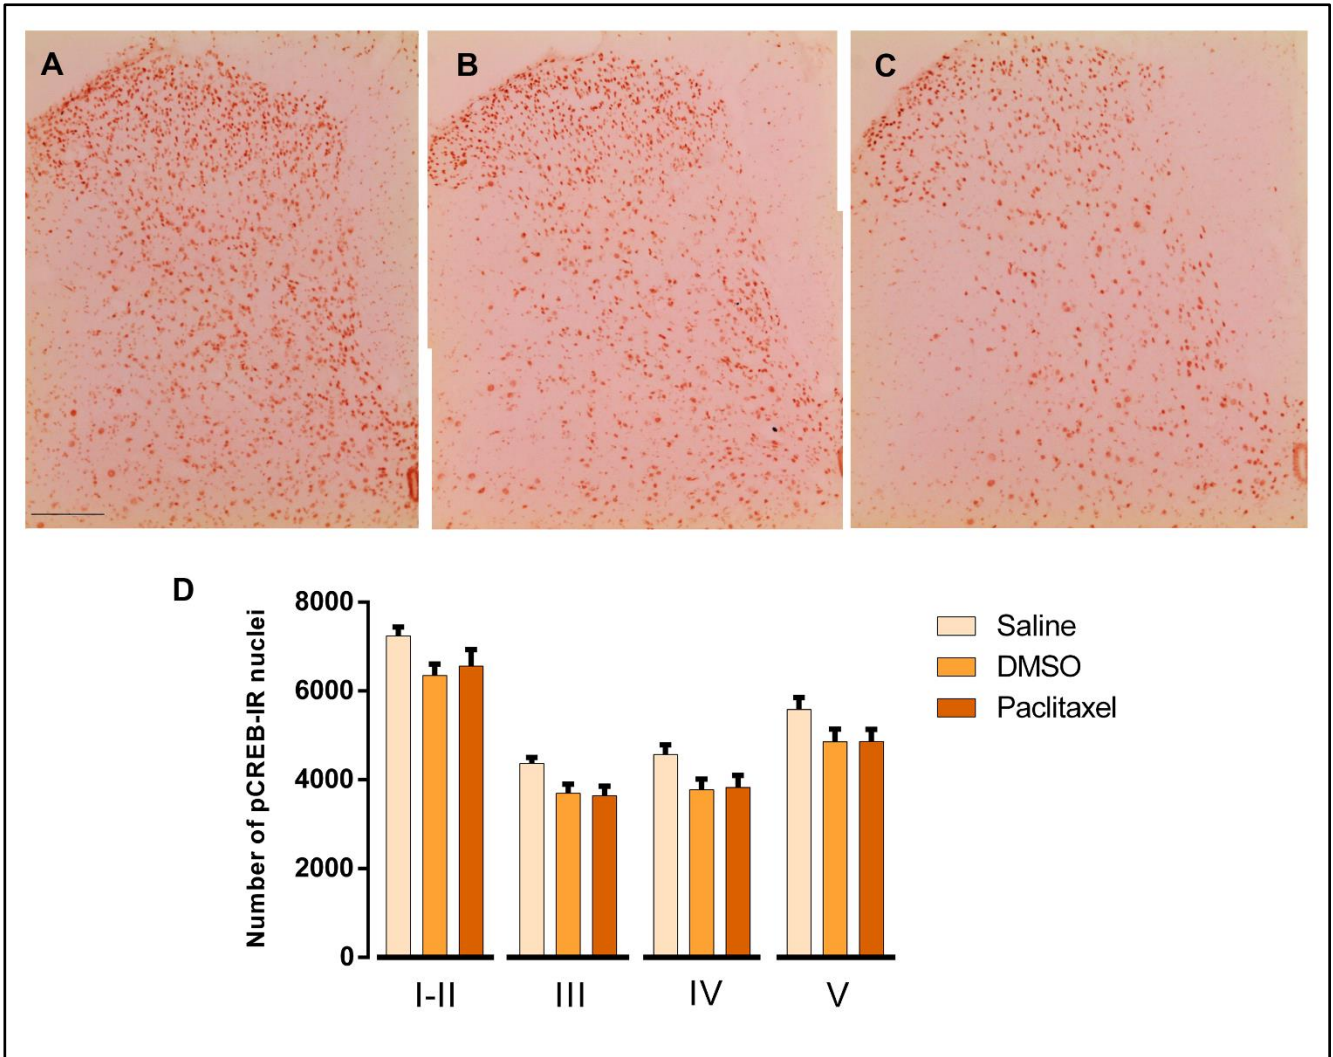 A
B
C
D
Number of pCREB-IR nuclei
8000
6000
4000
2000
0
I-II
III
IV
V
Saline
DMSO
Paclitaxel